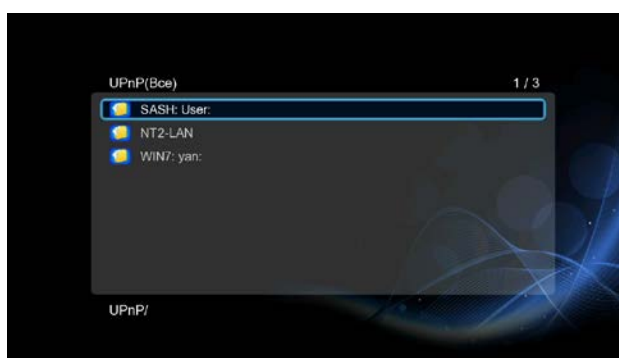 UPnP(Все) 1 / 3
SASH: User:
NT2-LAN
WIN7: yan:
UPnP/